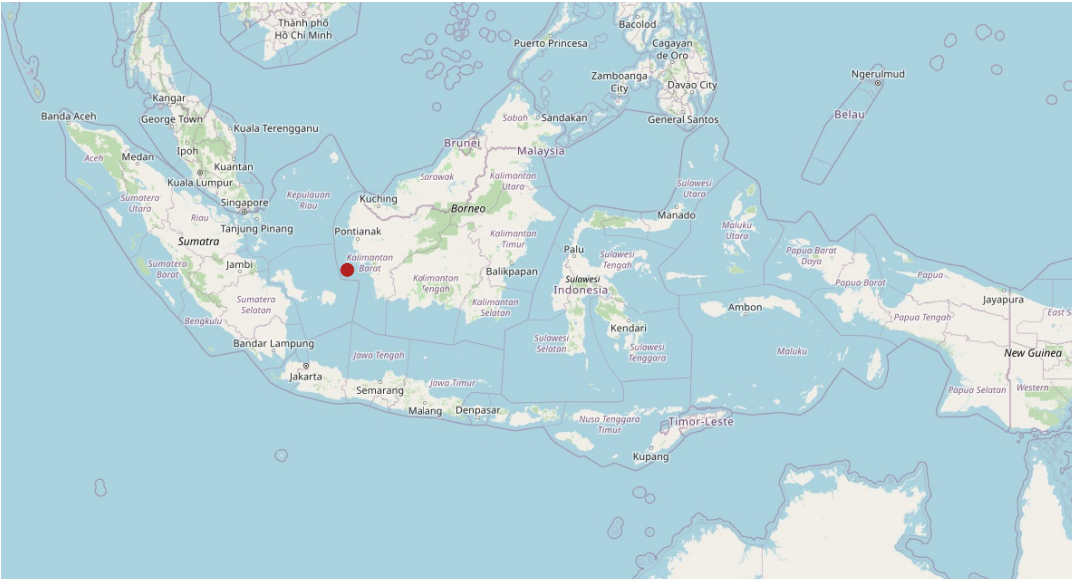 Thành phố
Hồ Chí Minh
Bacolod
Puerto Princesa
Cagayan
de Oro
Zamboanga
City
Davao City
Ngerulmud
Kangar
Banda Aceh
George Town
Kuala Terengganu
Sabah
Sandakan
General Santos
Belau
Ipoh
Brunei
Malaysia
Aceh
Medan
Kuantan
Kuala Lumpur
Sarawak
Kalimantan
Utara
Sulawesi
Utara
Sumatera
Utara
Kepulauan
Riau
Kuching
Singapore
Borneo
Manado
Riau
Tanjung Pinang
Pontianak
Kalimantan
Timur
Maluku
Utara
Sumatra
Palu
Papua Barat
Daya
Sumatera
Barat
Jambi
Kalimantan
Barat
Balikpapan
Sulawesi
Tengah
Papua
Kalimantan
Tengah
Sulawesi
Indonesia
Papua Barat
Sumatera
Selatan
Kalimantan
Selatan
Ambon
Jayapura
East S
Bengkulu
Papua Tengah
Kendari
Bandar Lampung
Sulawesi
Selatan
Sulawesi
Tenggara
Maluku
New Guinea
Jawa Tengah
Jakarta
Semarang
Jawa Timur
Papua Selatan
Western
Malang
Denpasar
Nusa Tenggara
Timur
Timor-Leste
Kupang